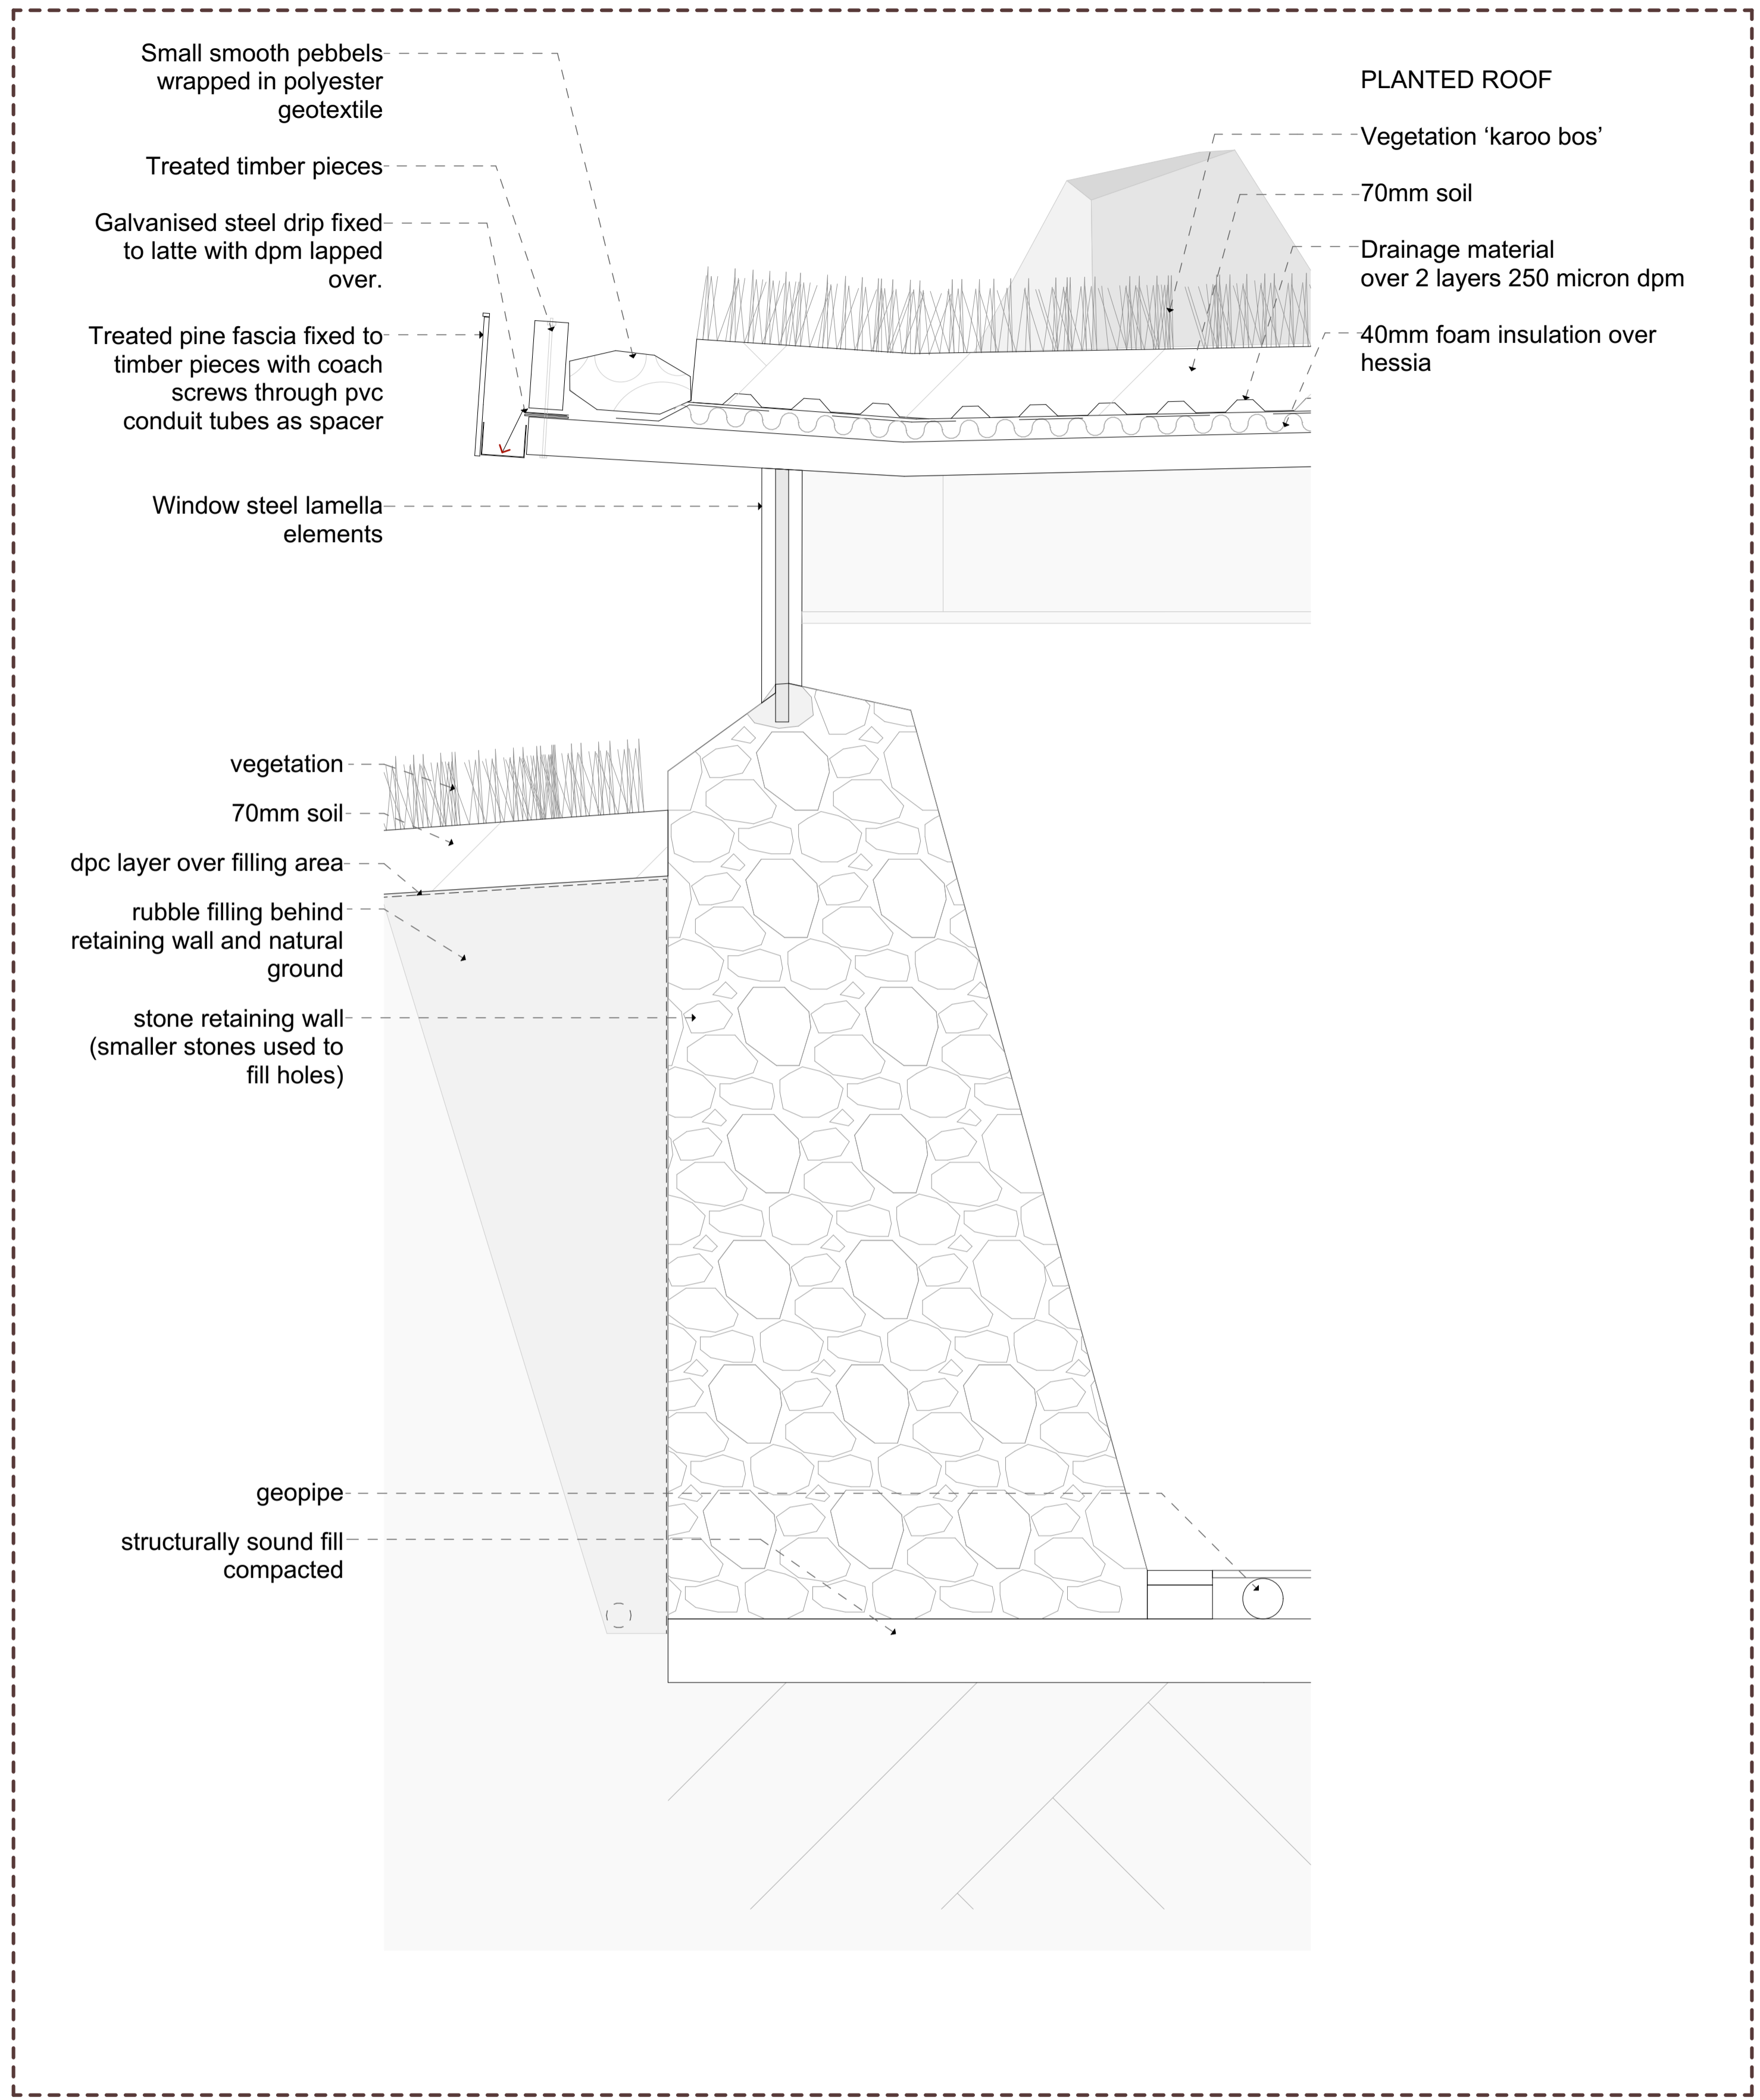 Small smooth pebbels
wrapped in polyester
geotextile
Treated timber pieces
Galvanised steel drip fixed
to latte with dpm lapped
over.
Treated pine fascia fixed to
timber pieces with coach
screws through pvc
conduit tubes as spacer
Window steel lamella
elements
vegetation
70mm soil
dpc layer over filling area
rubble filling behind
retaining wall and natural
ground
stone retaining wall
(smaller stones used to
fill holes)
geopipe
structurally sound fill
compacted
PLANTED ROOF
Vegetation ‘karoo bos’
70mm soil
Drainage material
over 2 layers 250 micron dpm
40mm foam insulation over
hessia